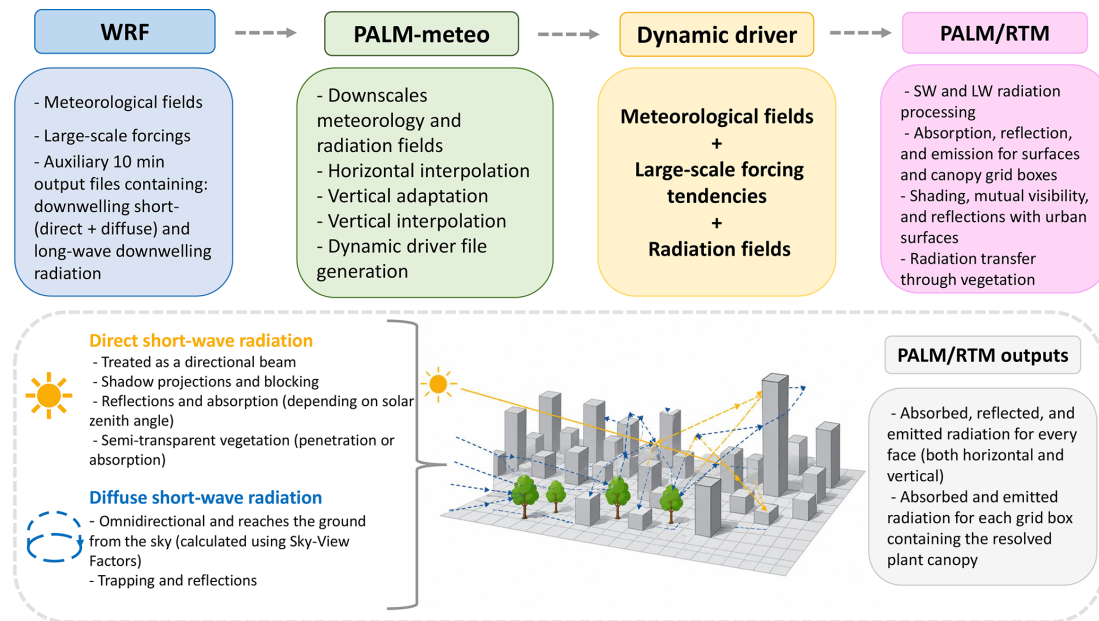 WRF
PALM-meteo
Dynamic driver
PALM/RTM
- Meteorological fields
- Large-scale forcings
- Auxiliary 10 min
output files containing:
downwelling short-
(direct + diffuse) and
long-wave downwelling
radiation
- Downscales
meteorology and
radiation fields
- Horizontal interpolation
- Vertical adaptation
- Vertical interpolation
- Dynamic driver file
generation
Meteorological fields
+
Large-scale forcing
tendencies
+
Radiation fields
- SW and LW radiation
processing
- Absorption, reflection,
and emission for surfaces
and canopy grid boxes
- Shading, mutual visibility,
and reflections with urban
surfaces
- Radiation transfer
through vegetation
Direct short-wave radiation
- Treated as a directional beam
- Shadow projections and blocking
- Reflections and absorption (depending on solar
zenith angle)
- Semi-transparent vegetation (penetration or
absorption)
Diffuse short-wave radiation
- Omnidirectional and reaches the ground
from the sky (calculated using Sky-View
Factors)
- Trapping and reflections
PALM/RTM outputs
- Absorbed, reflected, and
emitted radiation for every
face (both horizontal and
vertical)
- Absorbed and emitted
radiation for each grid box
containing the resolved
plant canopy